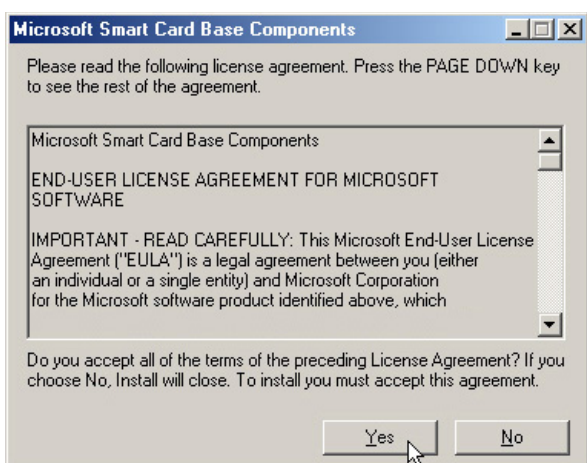 Microsoft Smart Card Base Components
Please read the following license agreement. Press the PAGE DOWN key
to see the rest of the agreement.
Microsoft Smart Card Base Components
END-USER LICENSE AGREEMENT FOR MICROSOFT
SOFTWARE
IMPORTANT - READ CAREFULLY: This Microsoft End-User License
Agreement ("EULA") is a legal agreement between you (either
an individual or a single entity) and Microsoft Corporation
for the Microsoft software product identified above, which
Do you accept all of the terms of the preceding License Agreement? If you
choose No, Install will close. To install you must accept this agreement.
Yes No